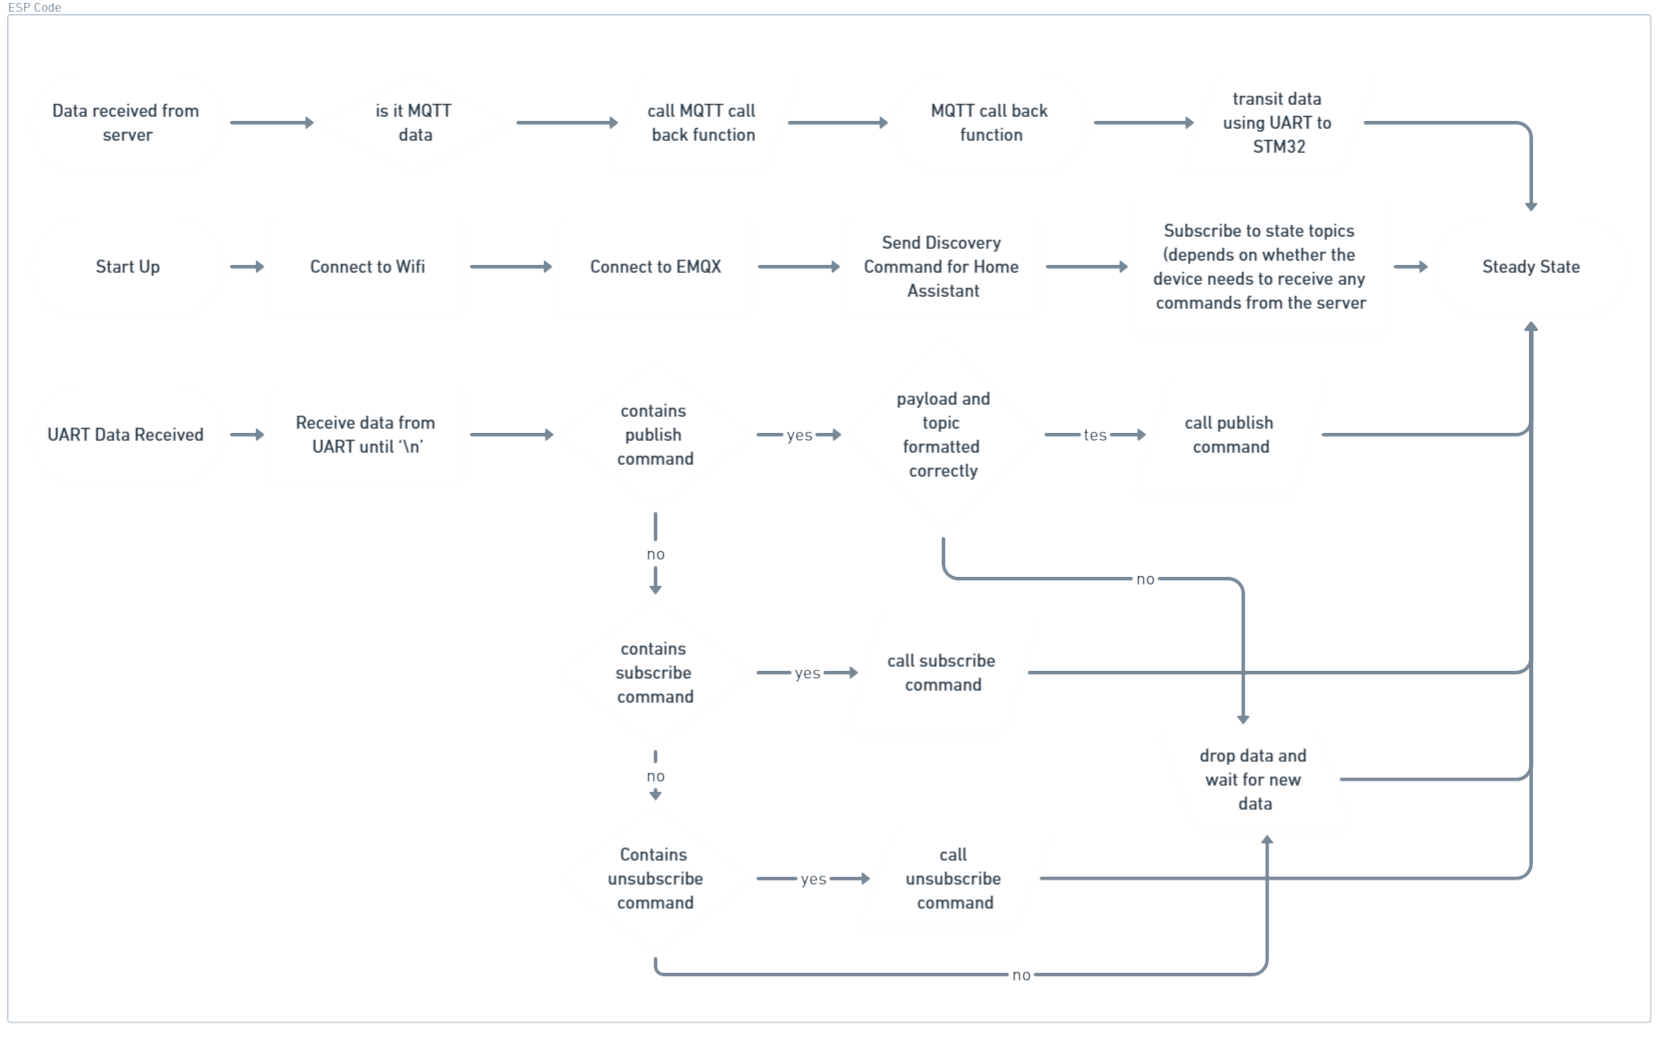 ESP Code
Data received from
server
is it MQTT
data
call MQTT call
back function
MQTT call back
function
transit data
using UART to
STM32
Start Up
Connect to Wifi
Connect to EMQX
Send Discovery
Command for Home
Assistant
Subscribe to state topics
(depends on whether the
device needs to receive any
commands from the server
Steady State
UART Data Received
Receive data from
UART until ‘\n’
contains
publish
command
yes
payload and
topic
formatted
correctly
tes
call publish
command
no
no
contains
subscribe
command
yes
call subscribe
command
no
drop data and
wait for new
data
Contains
unsubscribe
command
yes
call
unsubscribe
command
no